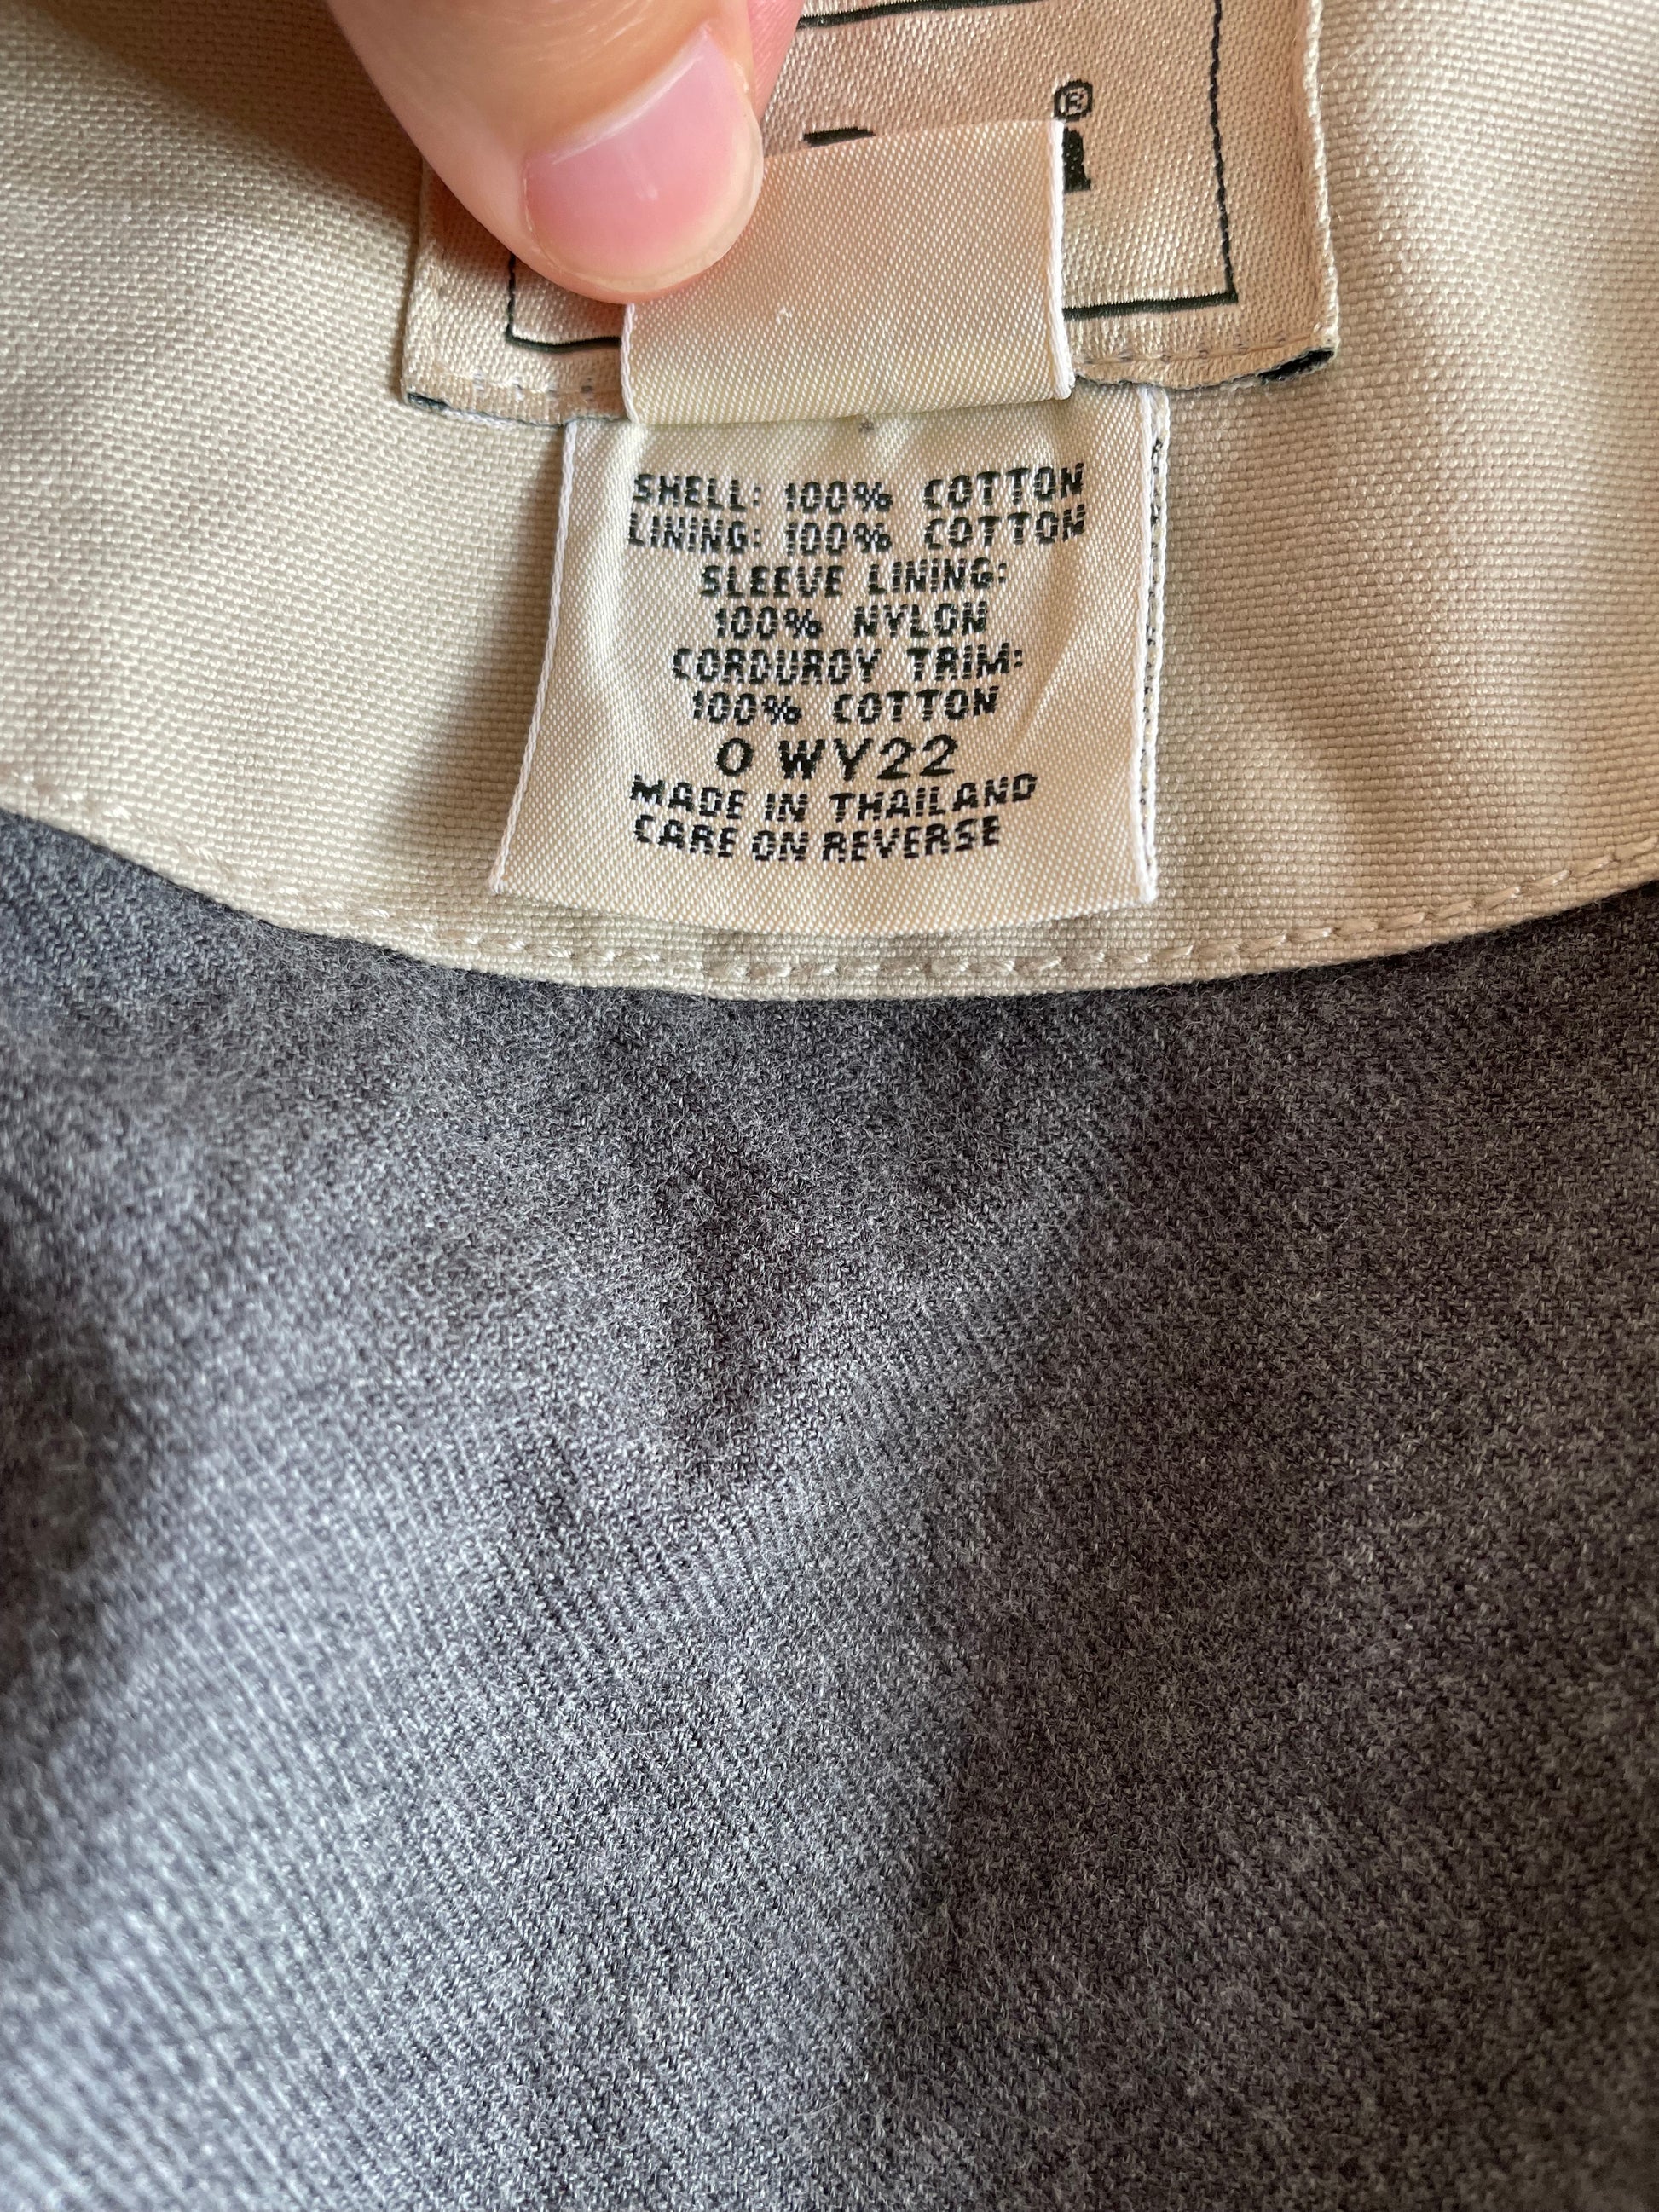 ®
SHELL: 100% COTTON
LINING: 100% COTTON
SLEEVE LINING:
100% NYLON
CORDUROY TRIM:
100% COTTON
0 WY22
MADE IN THAILAND
CARE ON REVERSE